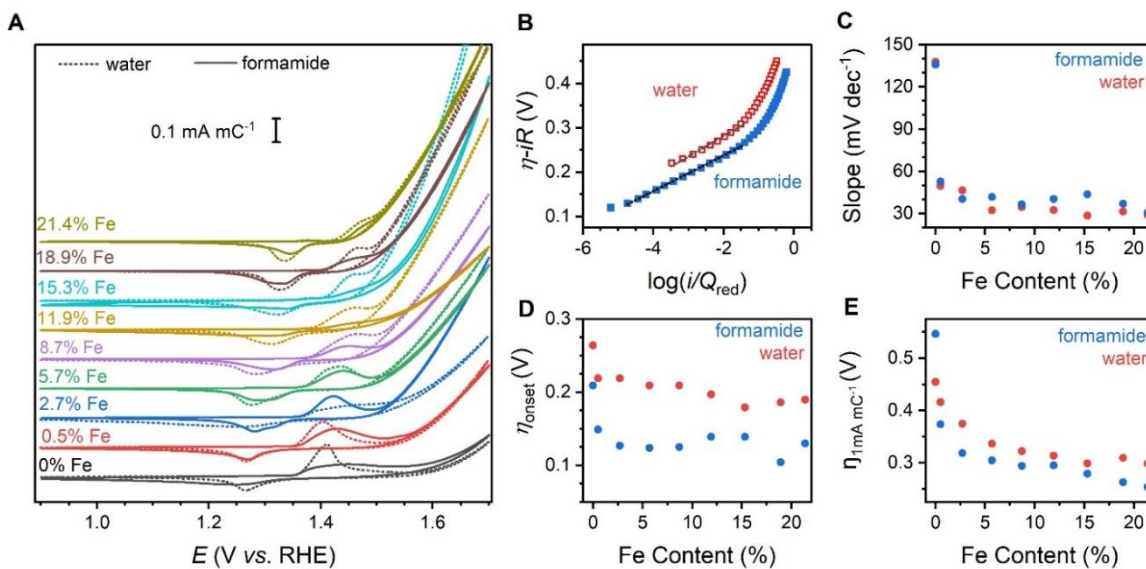 A
water
formamide
0.1 mA mC⁻¹
21.4% Fe
18.9% Fe
15.3% Fe
11.9% Fe
8.7% Fe
5.7% Fe
2.7% Fe
0.5% Fe
0% Fe
1.0 1.2 1.4 1.6
E (V vs. RHE)
B
0.4
0.3
0.2
0.1
water
formamide
-6 -4 -2 0
η-iR (V)
log(i/Q_red)
C
150
120
90
60
30
formamide
water
0 5 10 15 20
Slope (mV dec⁻¹)
Fe Content (%)
D
0.3
0.2
0.1
formamide
water
0 5 10 15 20
η_onset (V)
Fe Content (%)
E
0.5
0.4
0.3
formamide
water
0 5 10 15 20
η_1mA mC⁻¹ (V)
Fe Content (%)